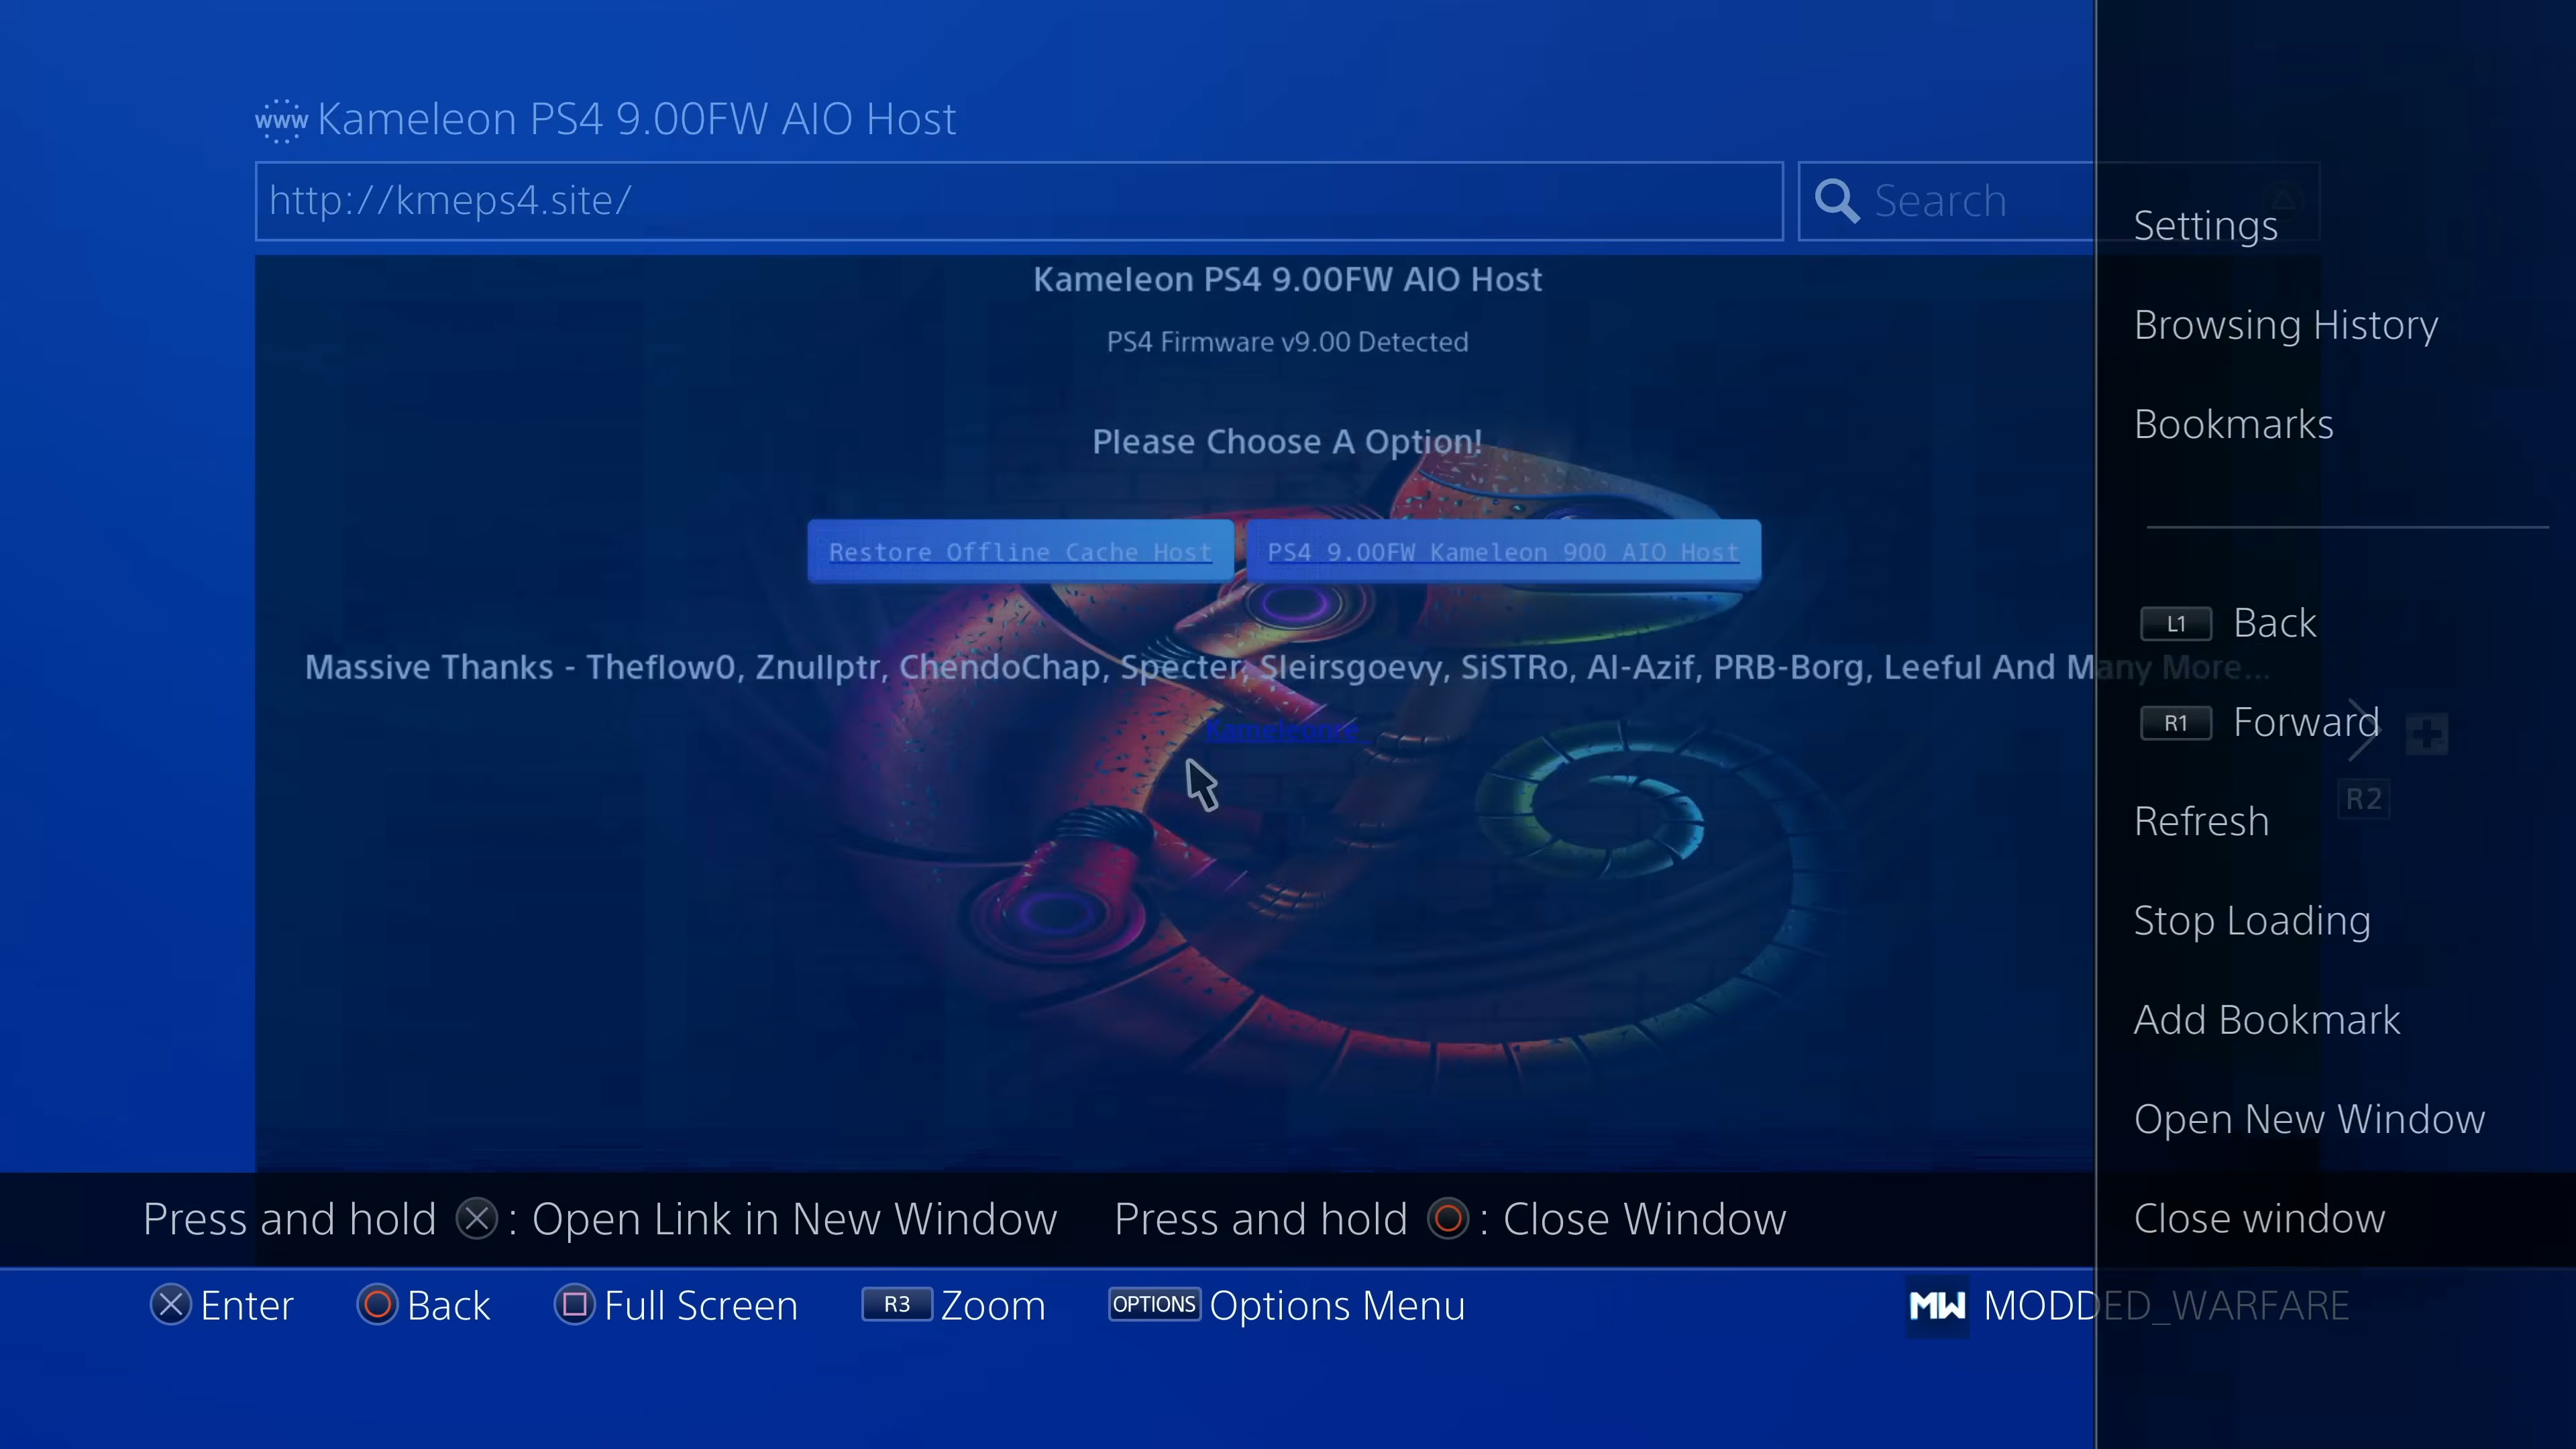 www Kameleon PS4 9.00FW AIO Host
http://kmeps4.site/
Search
Kameleon PS4 9.00FW AIO Host
PS4 Firmware v9.00 Detected
Please Choose A Option!
Restore Offline Cache Host
PS4 9.00FW Kameleon 900 AIO Host
Massive Thanks - Theflow0, Znullptr, ChendoChap, Specter, Sleirsgoevy, SiSTRo, Al-Azif, PRB-Borg, Leeful And Many More...
Kameleonre_
R2
Settings
Browsing History
Bookmarks
L1 Back
R1 Forward
Refresh
Stop Loading
Add Bookmark
Open New Window
Close window
Press and hold : Open Link in New Window
Press and hold : Close Window
Enter
Back
Full Screen
R3 Zoom
OPTIONS Options Menu
MW MODDED_WARFARE